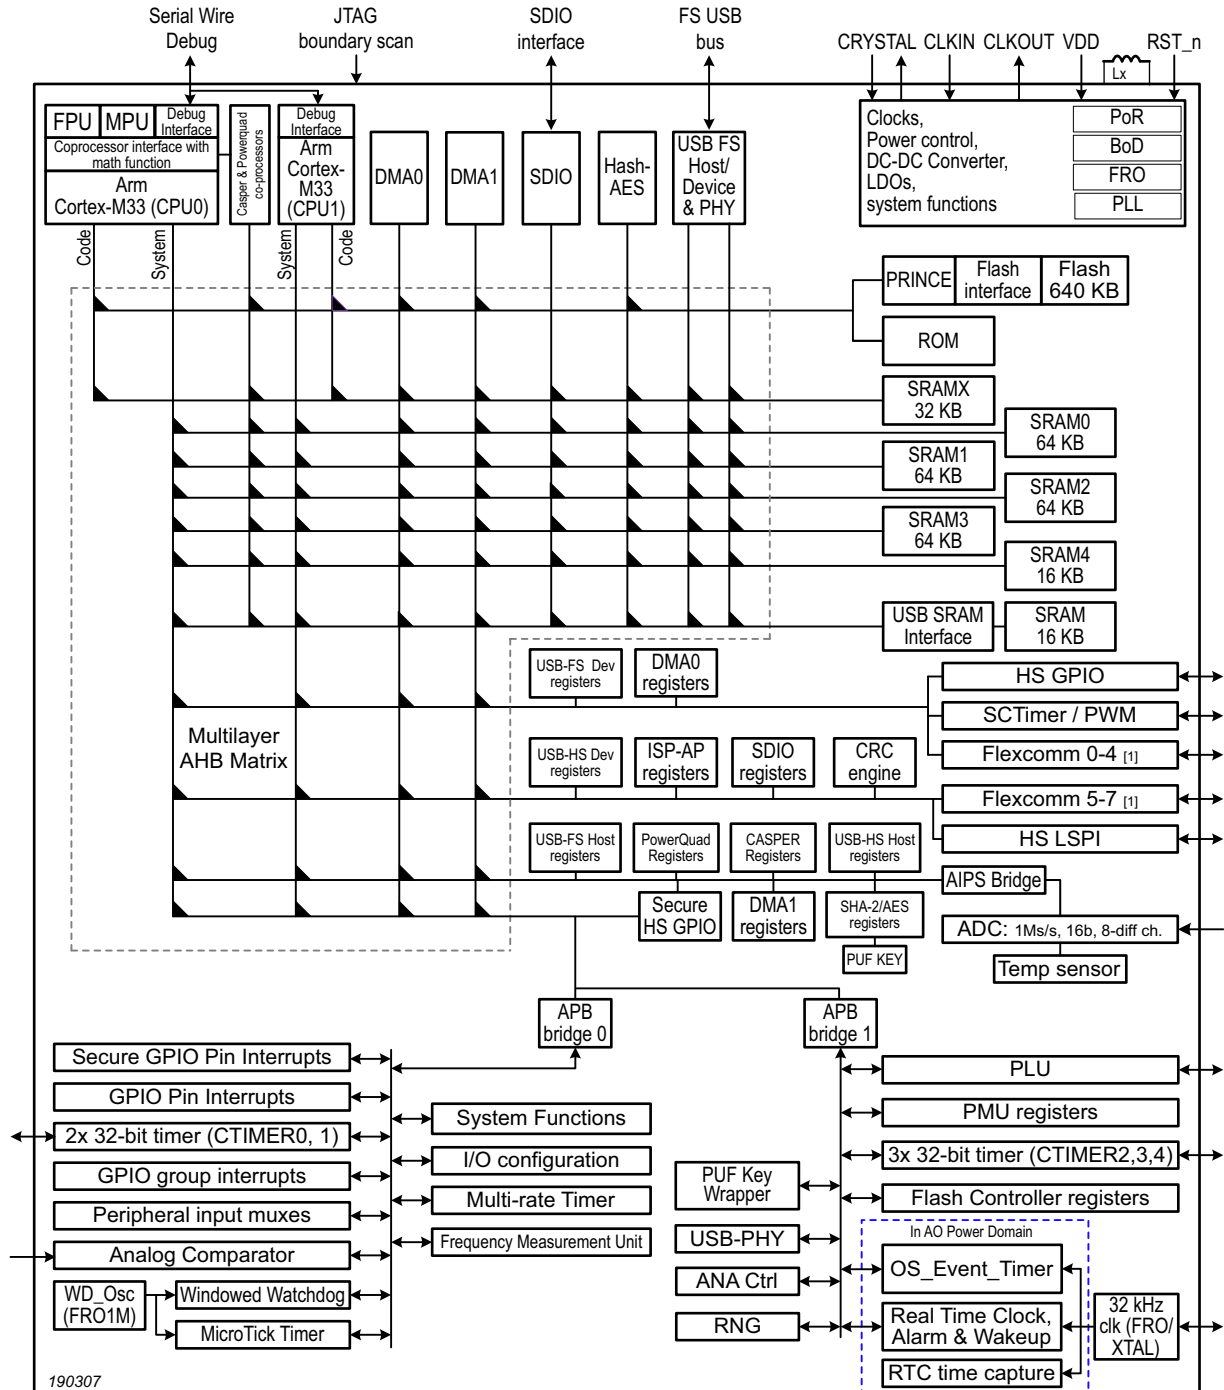 Serial Wire
Debug
JTAG
boundary scan
SDIO
interface
FS USB
bus
CRYSTAL
CLKIN
CLKOUT
VDD
RST_n
Lx
FPU
MPU
Debug
Interface
Coprocessor interface with
math function
Arm
Cortex-M33 (CPU0)
Casper & Powerquad
co-processors
Debug
Interface
Arm
Cortex-
M33
(CPU1)
DMA0
DMA1
SDIO
Hash-
AES
USB FS
Host/
Device
& PHY
Clocks,
Power control,
DC-DC Converter,
LDOs,
system functions
PoR
BoD
FRO
PLL
Code
System
System
Code
PRINCE
Flash
interface
Flash
640 KB
ROM
SRAMX
32 KB
SRAM0
64 KB
SRAM1
64 KB
SRAM2
64 KB
SRAM3
64 KB
SRAM4
16 KB
USB SRAM
Interface
SRAM
16 KB
USB-FS Dev
registers
DMA0
registers
HS GPIO
SCTimer / PWM
Flexcomm 0-4 [1]
Multilayer
AHB Matrix
USB-HS Dev
registers
ISP-AP
registers
SDIO
registers
CRC
engine
Flexcomm 5-7 [1]
HS LSPI
USB-FS Host
registers
PowerQuad
Registers
CASPER
Registers
USB-HS Host
registers
AIPS Bridge
Secure
HS GPIO
DMA1
registers
SHA-2/AES
registers
PUF KEY
ADC: 1Ms/s, 16b, 8-diff ch.
Temp sensor
APB
bridge 0
APB
bridge 1
Secure GPIO Pin Interrupts
GPIO Pin Interrupts
2x 32-bit timer (CTIMER0, 1)
GPIO group interrupts
Peripheral input muxes
Analog Comparator
WD_Osc
(FRO1M)
Windowed Watchdog
MicroTick Timer
System Functions
I/O configuration
Multi-rate Timer
Frequency Measurement Unit
PUF Key
Wrapper
USB-PHY
ANA Ctrl
RNG
PLU
PMU registers
3x 32-bit timer (CTIMER2,3,4)
Flash Controller registers
In AO Power Domain
OS_Event_Timer
Real Time Clock,
Alarm & Wakeup
RTC time capture
32 kHz
clk (FRO/
XTAL)
190307